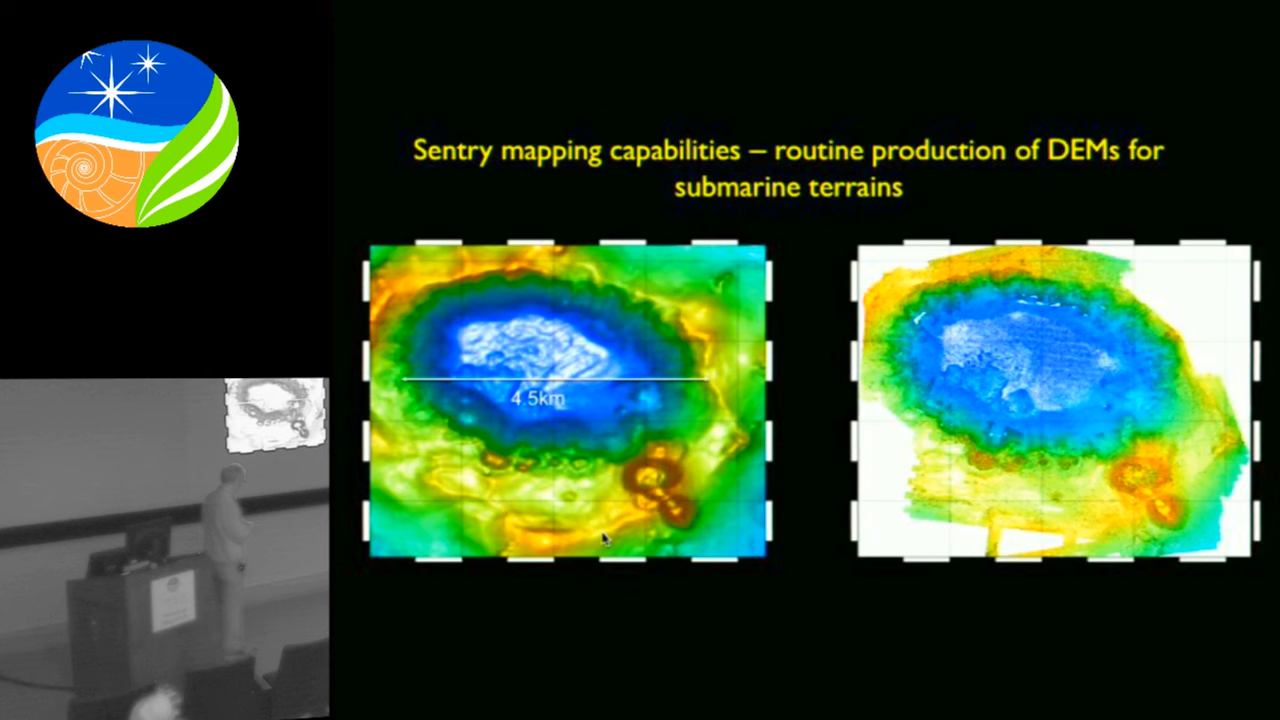 Sentry mapping capabilities – routine production of DEMs for
submarine terrains
4.5km